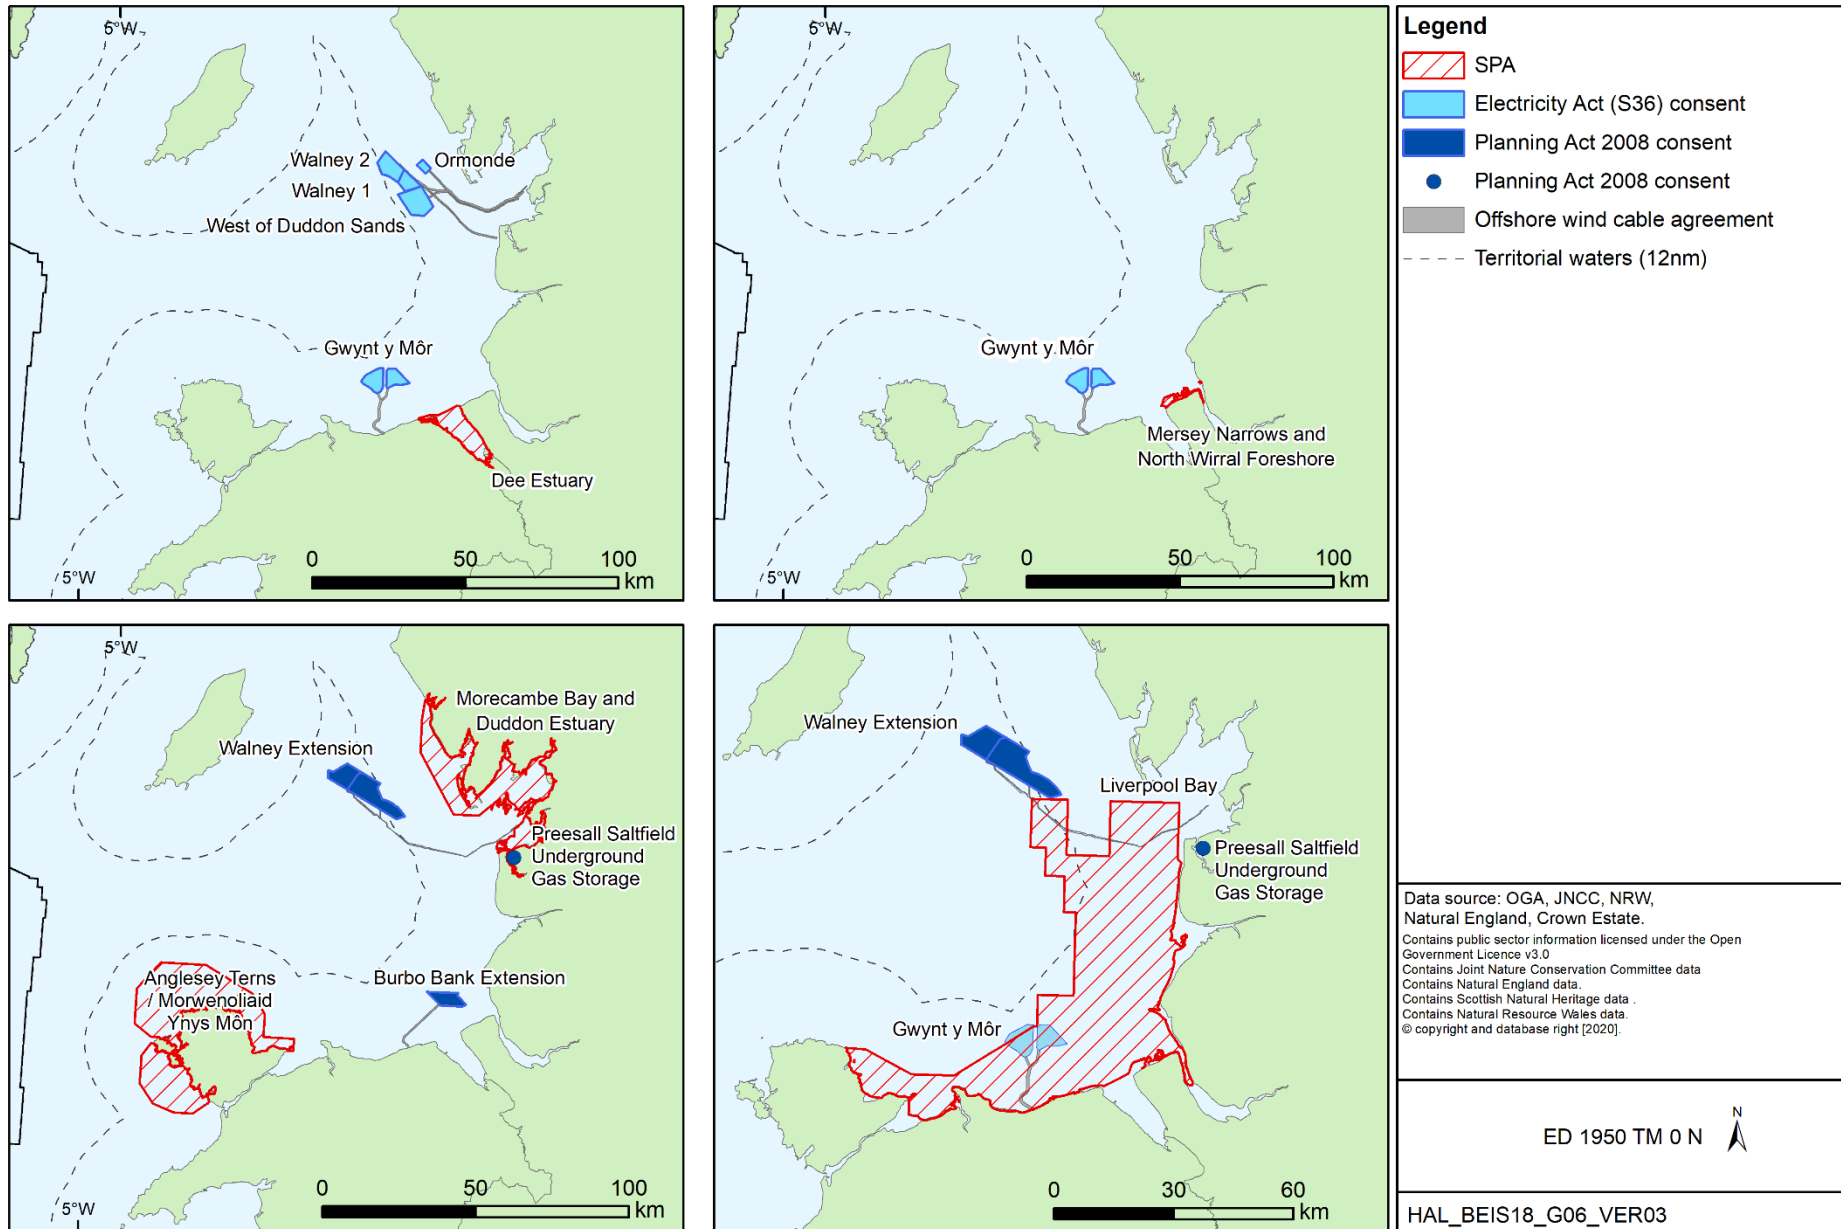 5°W
Walney 2
Ormonde
Walney 1
West of Duddon Sands
Gwynt y Môr
Dee Estuary
0
50
100
km
5°W
5°W
Gwynt y Môr
Mersey Narrows and
North Wirral Foreshore
0
50
100
km
5°W
5°W
Morecambe Bay and
Duddon Estuary
Walney Extension
Preesall Saltfield
Underground
Gas Storage
Anglesey Terns
/ Morwenoliaid
Ynys Môn
Burbo Bank Extension
0
50
100
km
5°W
Walney Extension
Liverpool Bay
Preesall Saltfield
Underground
Gas Storage
Gwynt y Môr
0
30
60
km
Legend
SPA
Electricity Act (S36) consent
Planning Act 2008 consent
Planning Act 2008 consent
Offshore wind cable agreement
Territorial waters (12nm)
Data source: OGA, JNCC, NRW,
Natural England, Crown Estate.
Contains public sector information licensed under the Open
Government Licence v3.0
Contains Joint Nature Conservation Committee data
Contains Natural England data.
Contains Scottish Natural Heritage data .
Contains Natural Resource Wales data.
© copyright and database right [2020].
ED 1950 TM 0 N
N
HAL_BEIS18_G06_VER03